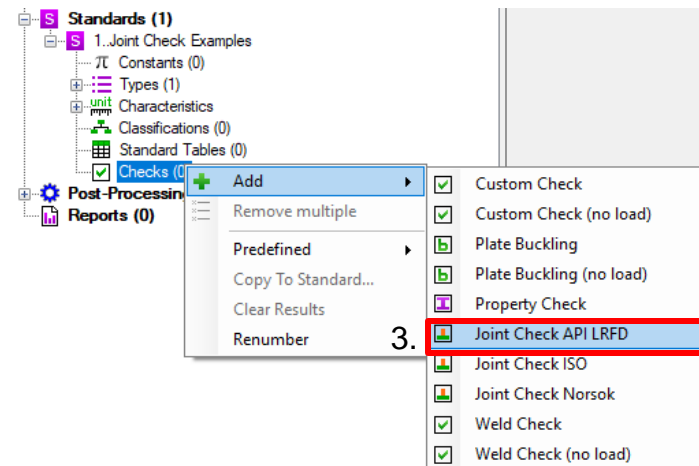 S Standards (1)
S 1..Joint Check Examples
π Constants (0)
Types (1)
unit Characteristics
Classifications (0)
Standard Tables (0)
Checks (0
Post-Processin
Reports (0)
Add
Remove multiple
Predefined
Copy To Standard...
Clear Results
Renumber
3.
Custom Check
Custom Check (no load)
b Plate Buckling
b Plate Buckling (no load)
Property Check
Joint Check API LRFD
Joint Check ISO
Joint Check Norsok
Weld Check
Weld Check (no load)